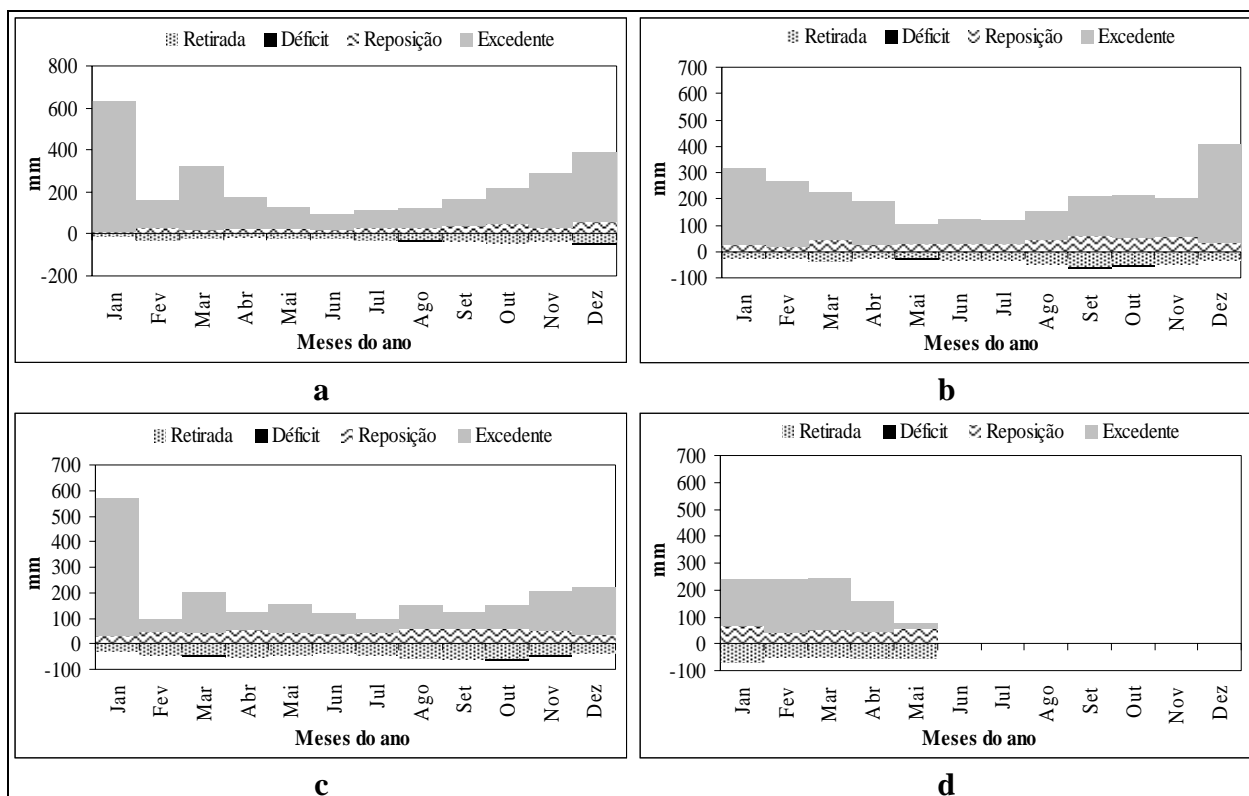 Retirada Déficit Reposição Excedente
800
600
400
200
0
-200
mm
Jan Fev Mar Abr Mai Jun Jul Ago Set Out Nov Dez
Meses do ano
a
Retirada Déficit Reposição Excedente
700
600
500
400
300
200
100
0
-100
mm
Jan Fev Mar Abr Mai Jun Jul Ago Set Out Nov Dez
Meses do ano
b
Retirada Déficit Reposição Excedente
700
600
500
400
300
200
100
0
-100
mm
Jan Fev Mar Abr Mai Jun Jul Ago Set Out Nov Dez
Meses do ano
c
Retirada Déficit Reposição Excedente
700
600
500
400
300
200
100
0
-100
mm
Jan Fev Mar Abr Mai Jun Jul Ago Set Out Nov Dez
Meses do ano
d